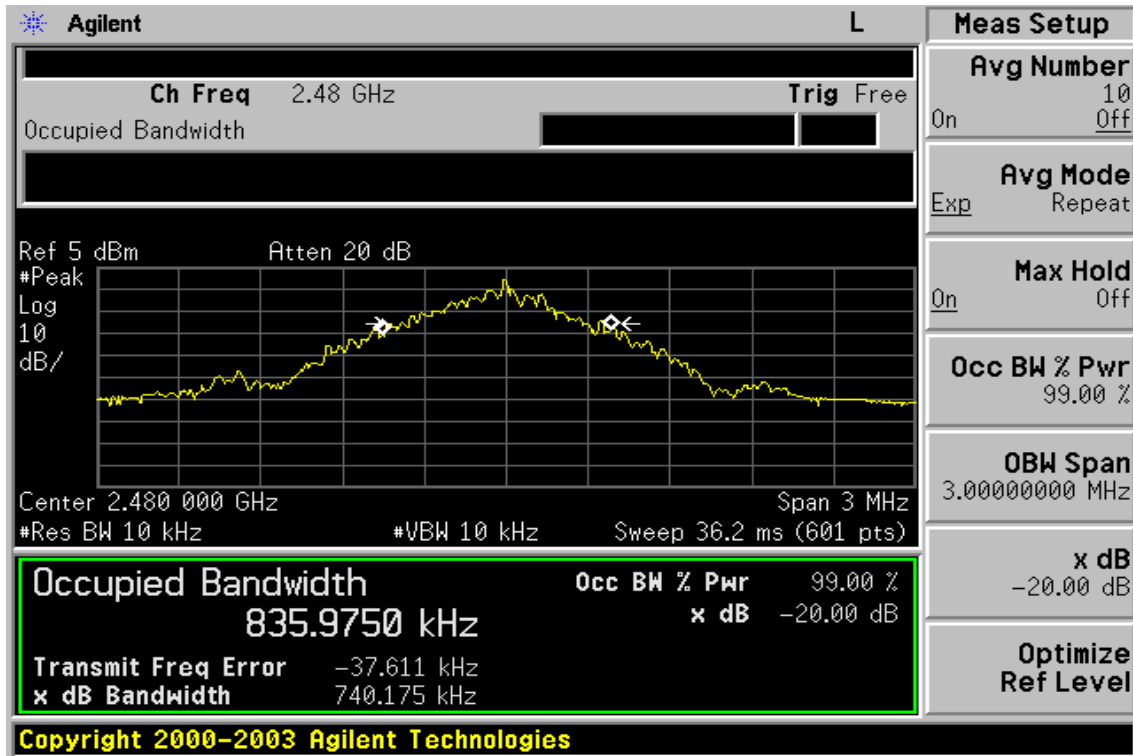 Agilent L
Ch Freq 2.48 GHz Trig Free
Occupied Bandwidth
Ref 5 dBm Atten 20 dB
#Peak
Log
10
dB/
Center 2.480 000 GHz Span 3 MHz
#Res BW 10 kHz #VBW 10 kHz Sweep 36.2 ms (601 pts)
Occupied Bandwidth Occ BW % Pwr 99.00 %
835.9750 kHz x dB -20.00 dB
Transmit Freq Error -37.611 kHz
x dB Bandwidth 740.175 kHz
Copyright 2000-2003 Agilent Technologies
Meas Setup
Avg Number
10
On Off
Avg Mode
Exp Repeat
Max Hold
On Off
Occ BW % Pwr
99.00 %
OBW Span
3.00000000 MHz
x dB
-20.00 dB
Optimize
Ref Level